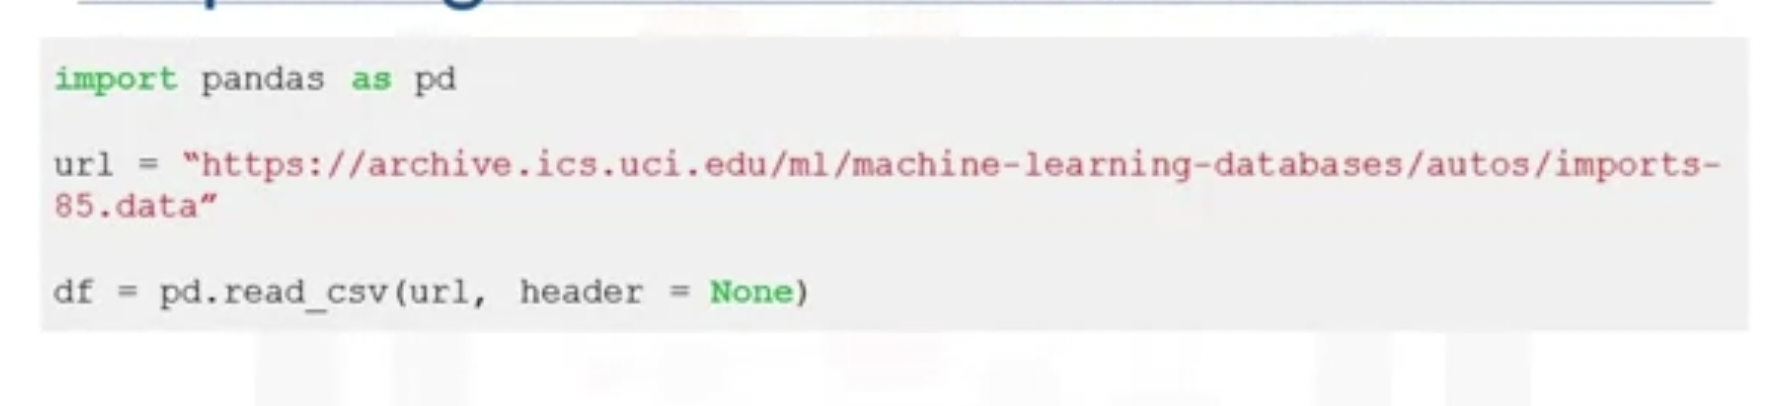 import pandas as pd
url = “https://archive.ics.uci.edu/ml/machine-learning-databases/autos/imports-
85.data”
df = pd.read_csv(url, header = None)